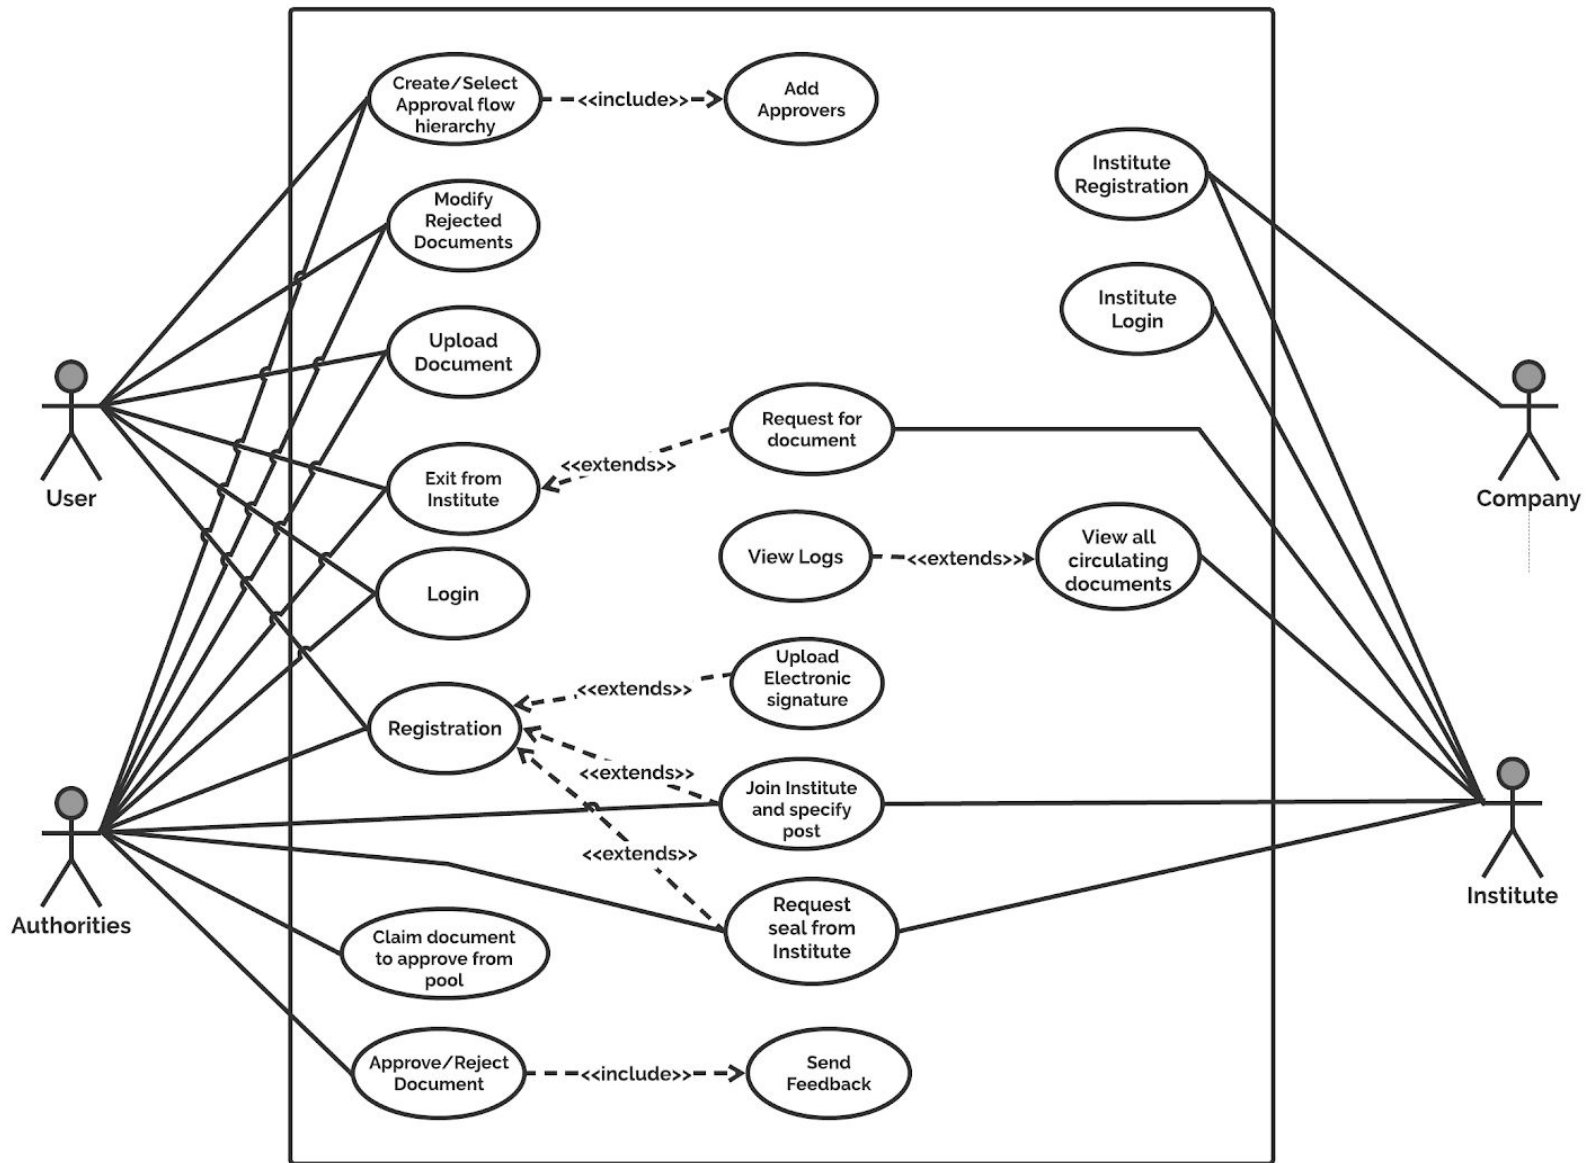 Create/Select
Approval flow
hierarchy
<<include>>
Add
Approvers
Institute
Registration
Modify
Rejected
Documents
Institute
Login
Upload
Document
User
Company
Request for
document
<<extends>>
Exit from
Institute
View Logs
<<extends>>
View all
circulating
documents
Login
Upload
Electronic
signature
<<extends>>
Registration
<<extends>>
Join Institute
and specify
post
<<extends>>
Authorities
Institute
Request
seal from
Institute
Claim document
to approve from
pool
Approve/Reject
Document
<<include>>
Send
Feedback